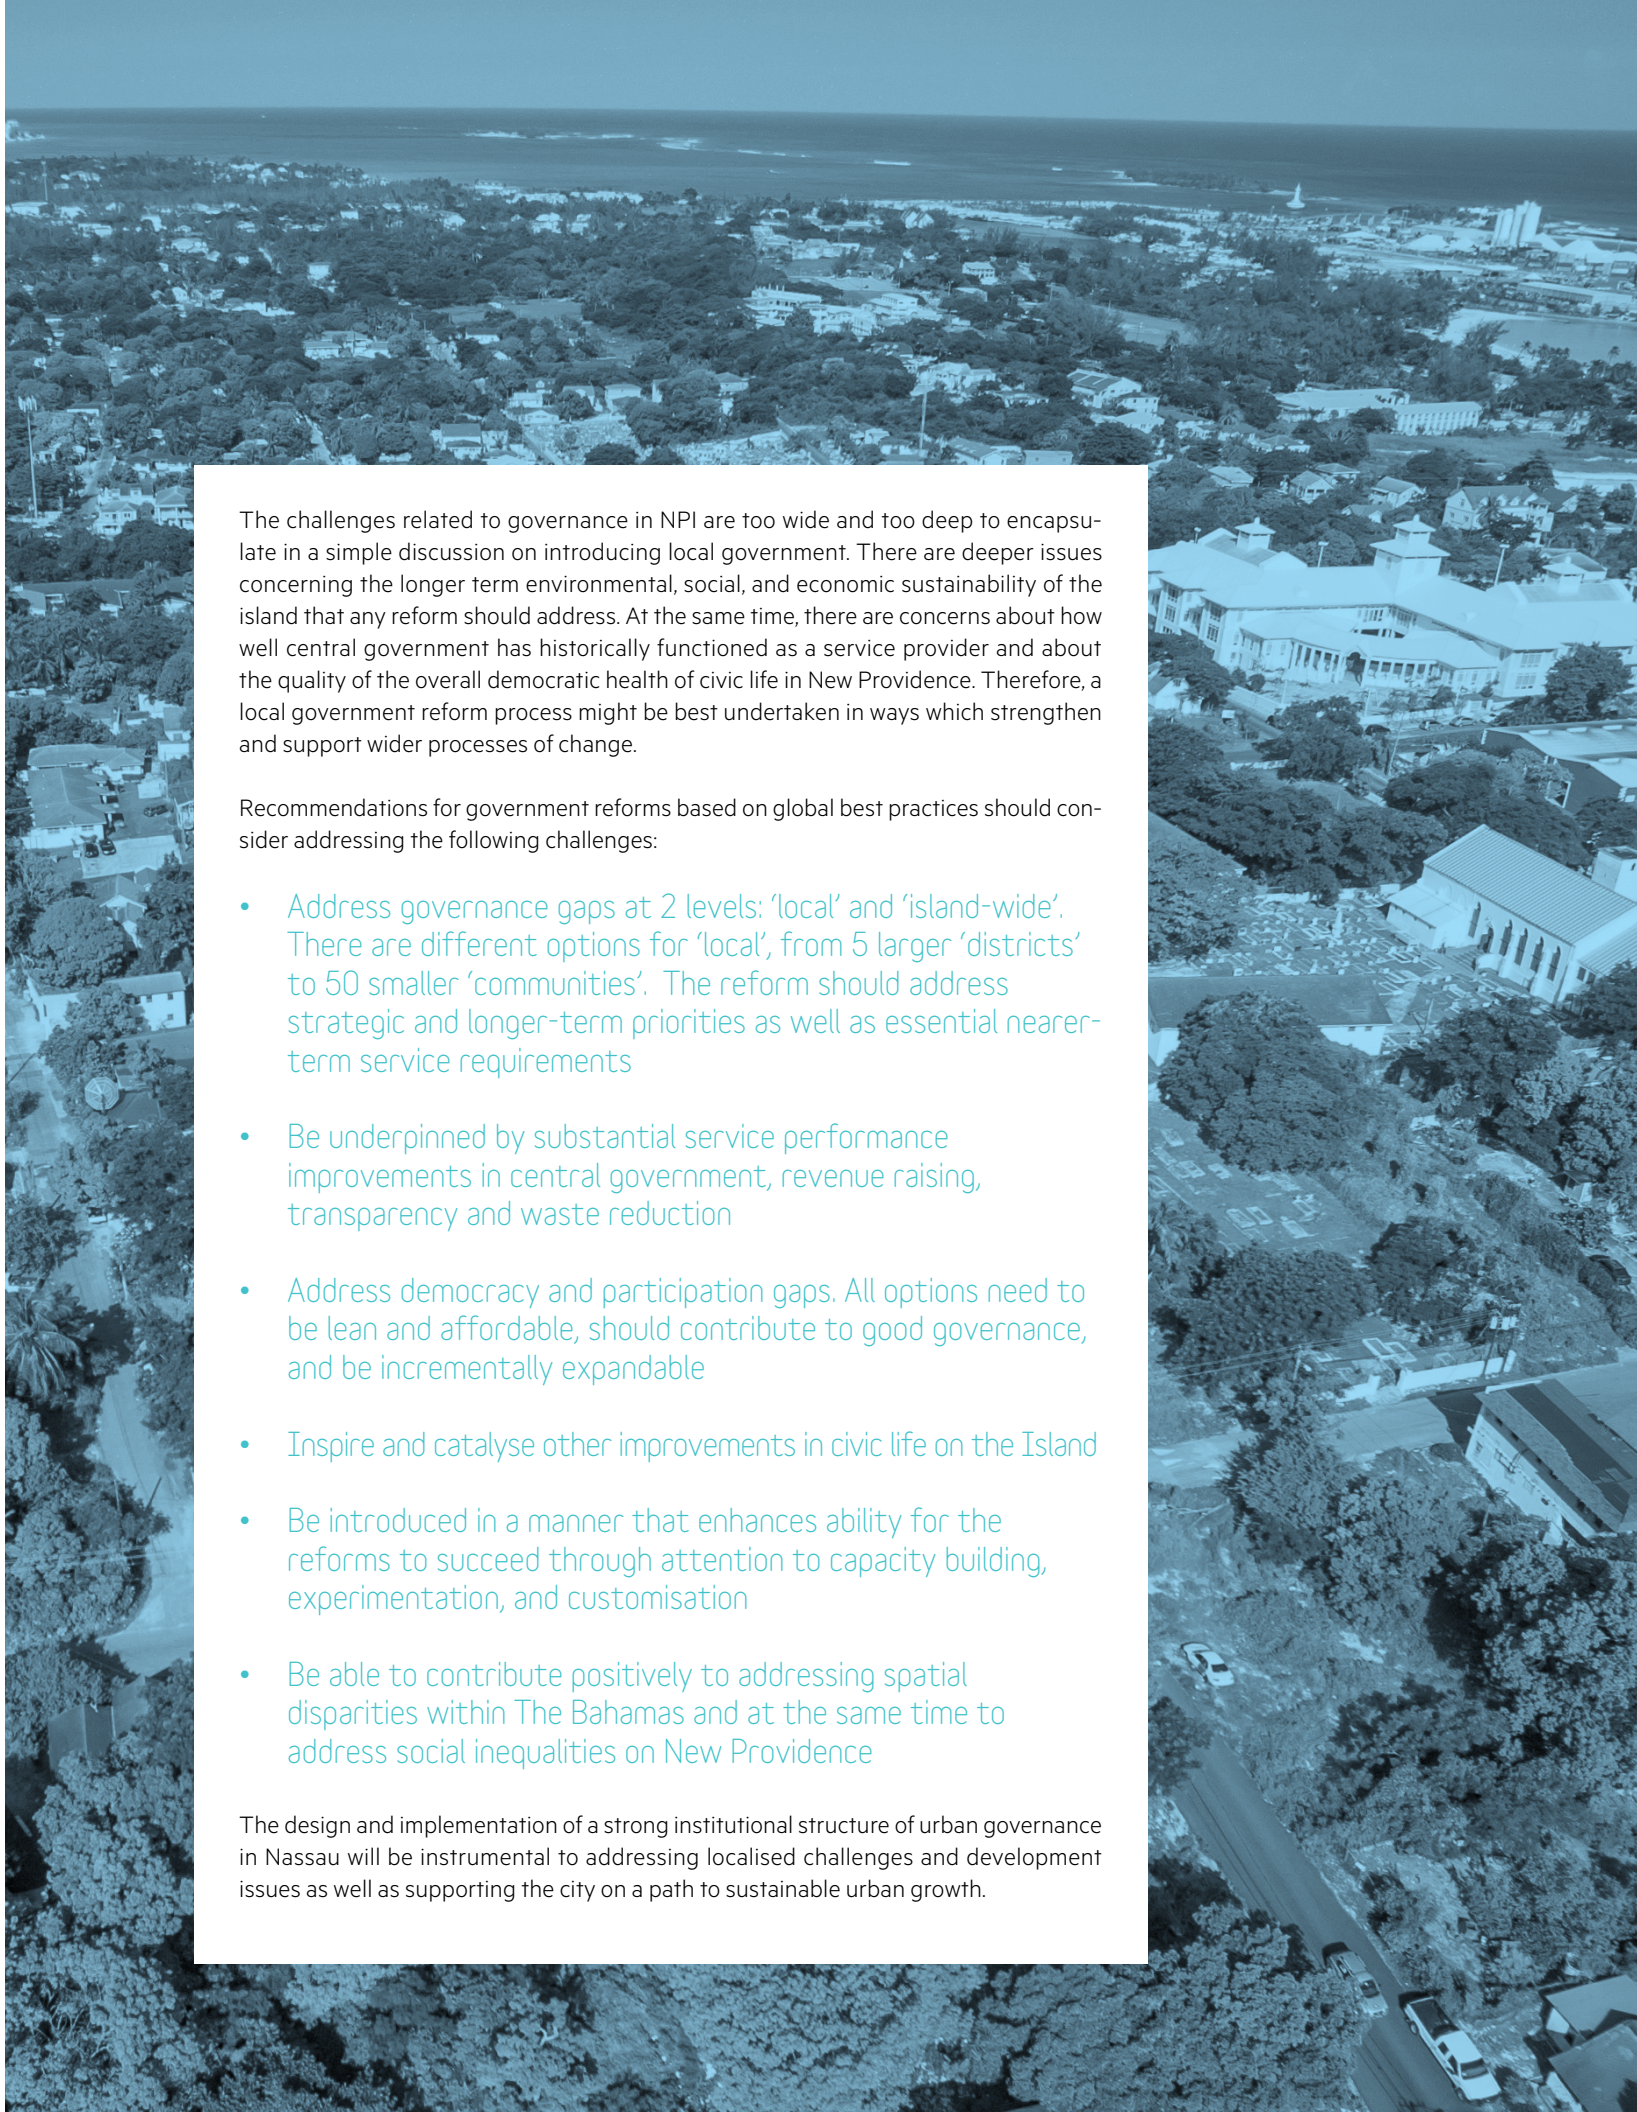 The challenges related to governance in NPI are too wide and too deep to encapsu-
late in a simple discussion on introducing local government. There are deeper issues
concerning the longer term environmental, social, and economic sustainability of the
island that any reform should address. At the same time, there are concerns about how
well central government has historically functioned as a service provider and about
the quality of the overall democratic health of civic life in New Providence. Therefore, a
local government reform process might be best undertaken in ways which strengthen
and support wider processes of change.
Recommendations for government reforms based on global best practices should con-
sider addressing the following challenges:
• Address governance gaps at 2 levels: ‘local’ and ‘island-wide’.
There are different options for ‘local’, from 5 larger ‘districts’
to 50 smaller ‘communities’.  The reform should address
strategic and longer-term priorities as well as essential nearer-
term service requirements
• Be underpinned by substantial service performance
improvements in central government, revenue raising,
transparency and waste reduction
• Address democracy and participation gaps. All options need to
be lean and affordable, should contribute to good governance,
and be incrementally expandable
• Inspire and catalyse other improvements in civic life on the Island
• Be introduced in a manner that enhances ability for the
reforms to succeed through attention to capacity building,
experimentation, and customisation
• Be able to contribute positively to addressing spatial
disparities within The Bahamas and at the same time to
address social inequalities on New Providence
The design and implementation of a strong institutional structure of urban governance
in Nassau will be instrumental to addressing localised challenges and development
issues as well as supporting the city on a path to sustainable urban growth.